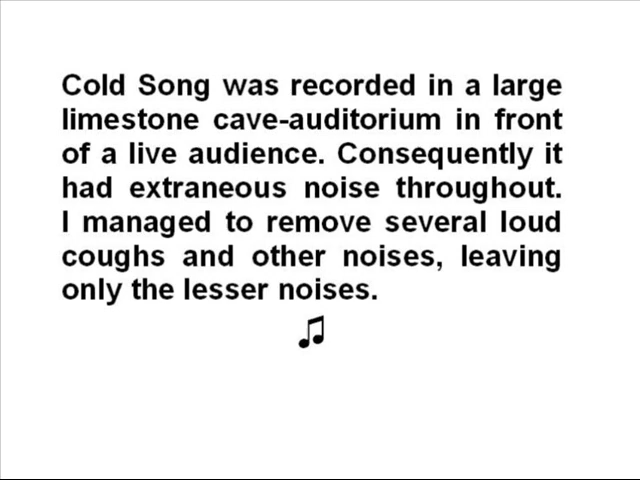 Cold Song was recorded in a large
limestone cave-auditorium in front
of a live audience. Consequently it
had extraneous noise throughout.
I managed to remove several loud
coughs and other noises, leaving
only the lesser noises.
♫